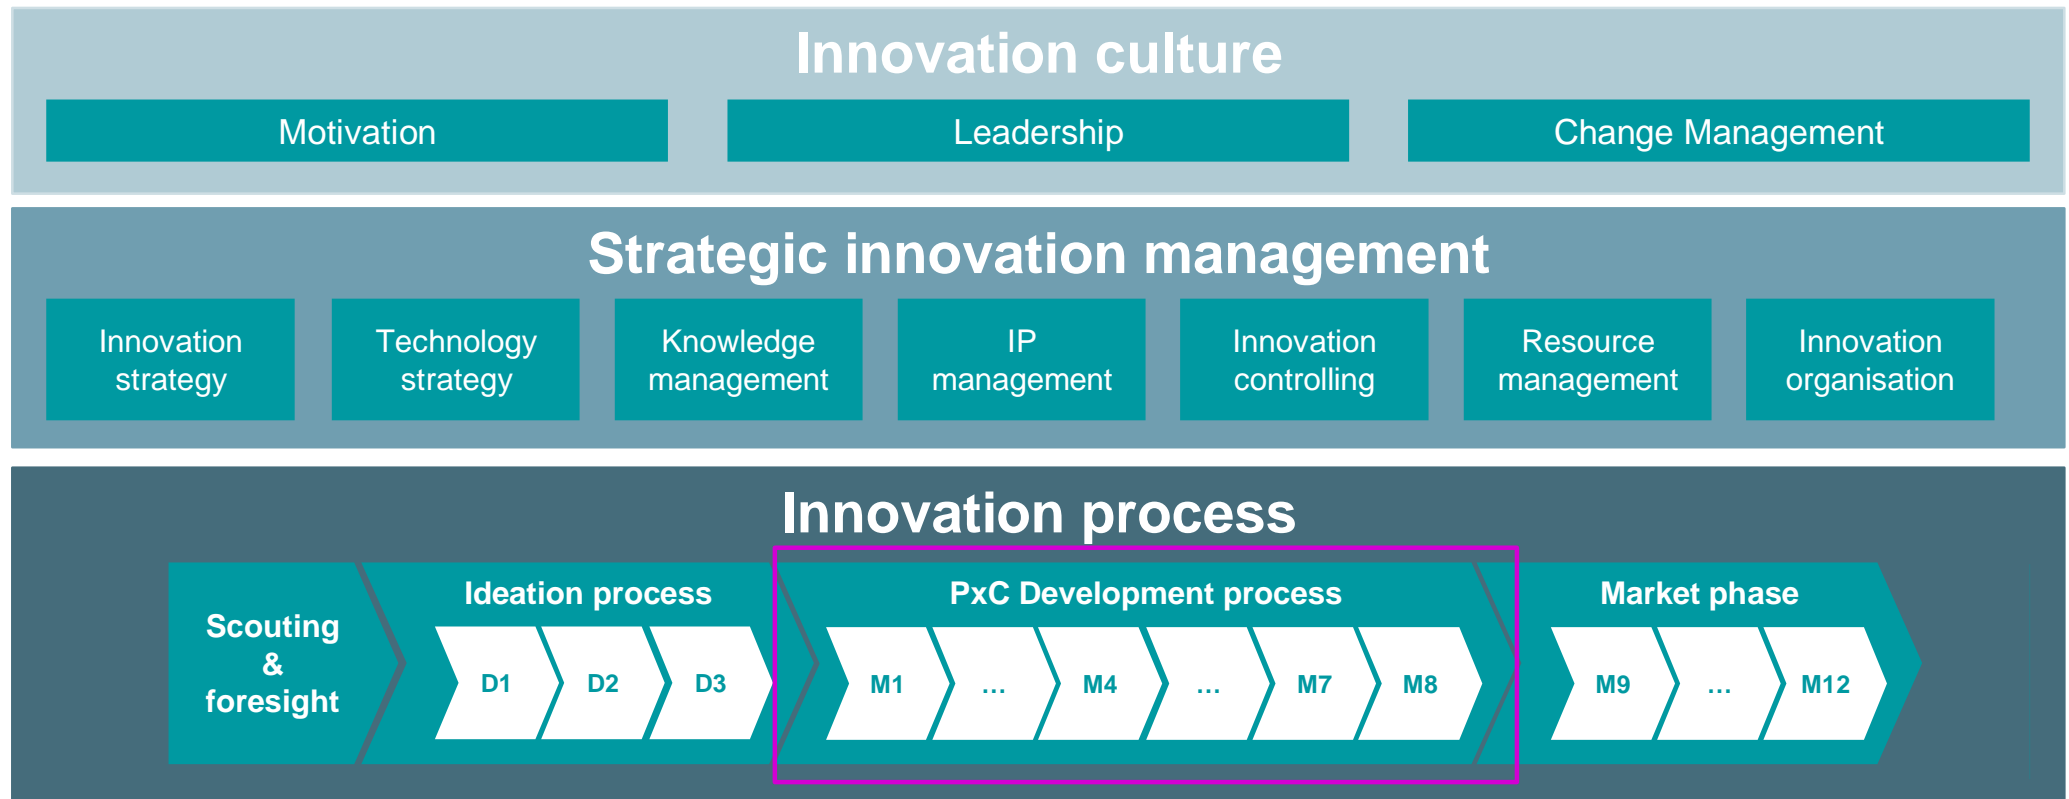 Innovation culture
Motivation
Leadership
Change Management
Strategic innovation management
Innovation
strategy
Technology
strategy
Knowledge
management
IP
management
Innovation
controlling
Resource
management
Innovation
organisation
Innovation process
Scouting
&
foresight
Ideation process
D1
D2
D3
PxC Development process
M1
...
M4
...
M7
M8
Market phase
M9
...
M12